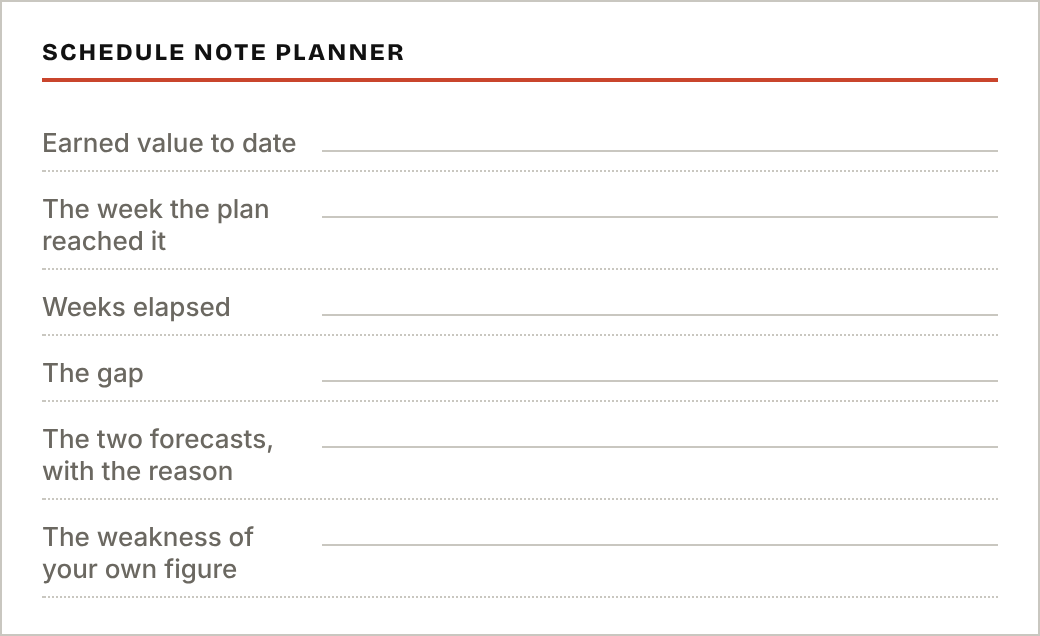 SCHEDULE NOTE PLANNER
Earned value to date
The week the plan
reached it
Weeks elapsed
The gap
The two forecasts,
with the reason
The weakness of
your own figure